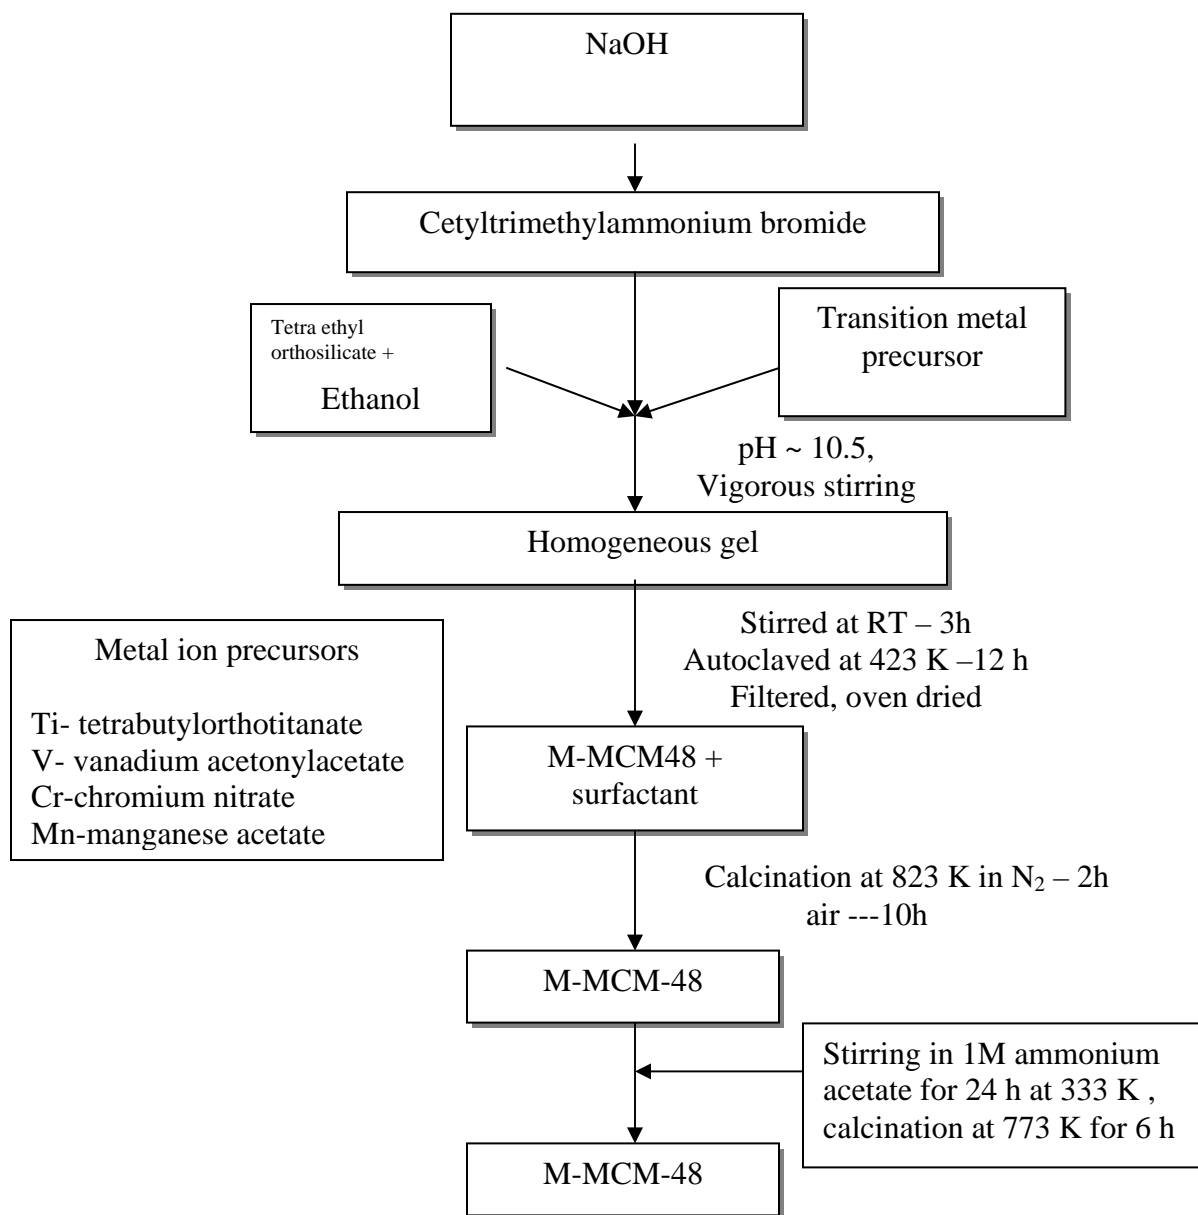 NaOH
Cetyltrimethylammonium bromide
Tetra ethyl
orthosilicate +
Ethanol
Transition metal
precursor
pH ~ 10.5,
Vigorous stirring
Homogeneous gel
Metal ion precursors
Ti- tetrabutylorthotitanate
V- vanadium acetonylacetate
Cr-chromium nitrate
Mn-manganese acetate
Stirred at RT – 3h
Autoclaved at 423 K –12 h
Filtered, oven dried
M-MCM48 +
surfactant
Calcination at 823 K in N₂ – 2h
air ---10h
M-MCM-48
Stirring in 1M ammonium
acetate for 24 h at 333 K ,
calcination at 773 K for 6 h
M-MCM-48